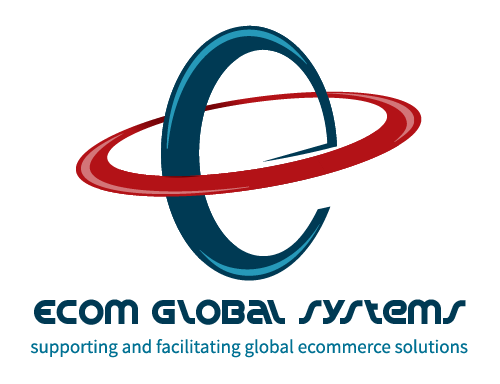 ECOM GLOBAL SYSTEMS
supporting and facilitating global ecommerce solutions